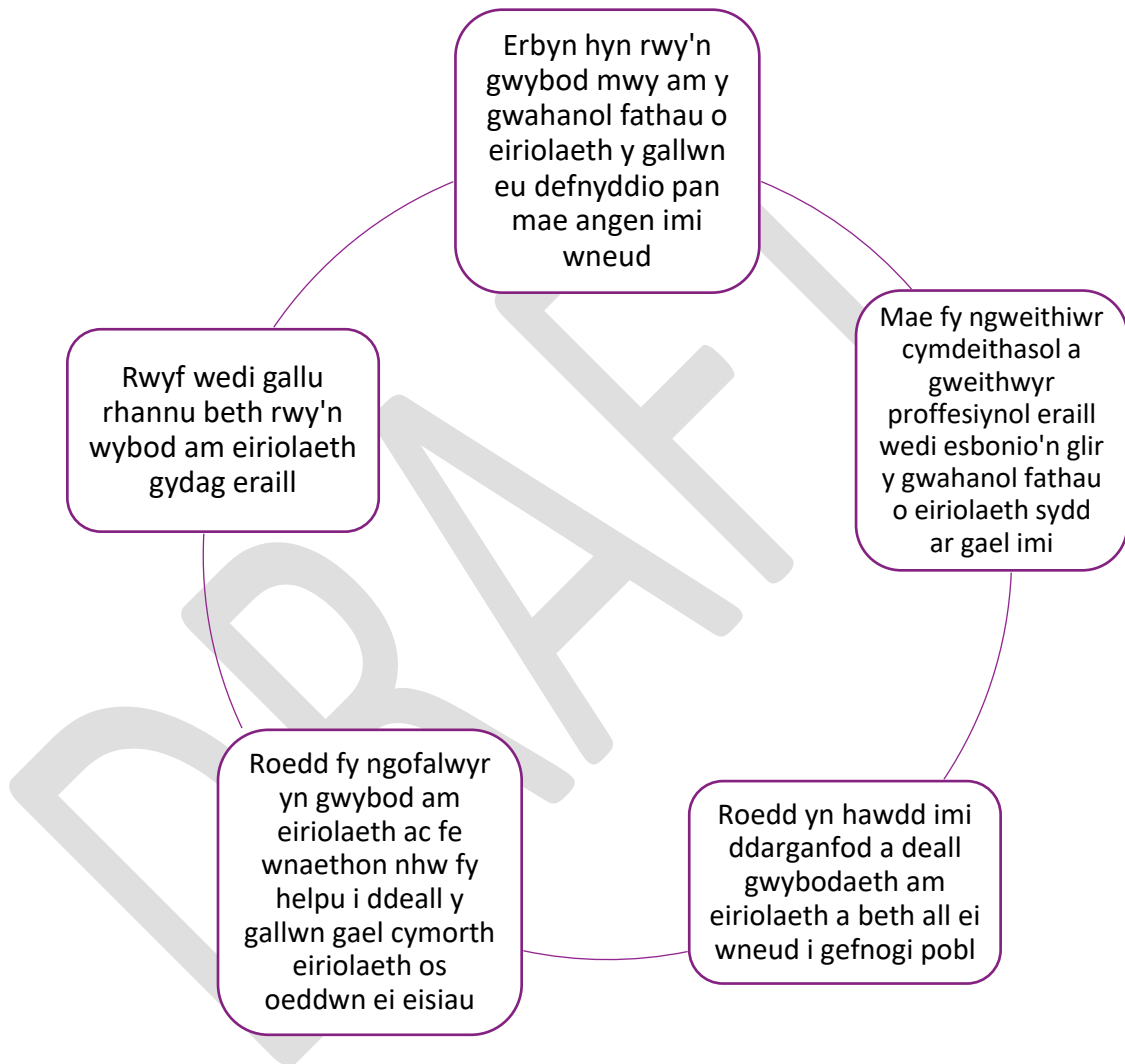 Erbyn hyn rwy'n
gwybod mwy am y
gwahanol fathau o
eiriolaeth y gallwn
eu defnyddio pan
mae angen imi
wneud
Mae fy ngweithiwr
cymdeithasol a
gweithwyr
proffesiynol eraill
wedi esbonio'n glir
y gwahanol fathau
o eiriolaeth sydd
ar gael imi
Roedd yn hawdd imi
ddarganfod a deall
gwybodaeth am
eiriolaeth a beth all ei
wneud i gefnogi pobl
Roedd fy ngofalwyr
yn gwybod am
eiriolaeth ac fe
wnaethon nhw fy
helpu i ddeall y
gallwn gael cymorth
eiriolaeth os
oeddwn ei eisiau
Rwyf wedi gallu
rhannu beth rwy'n
wybod am eiriolaeth
gydag eraill
DRAFT